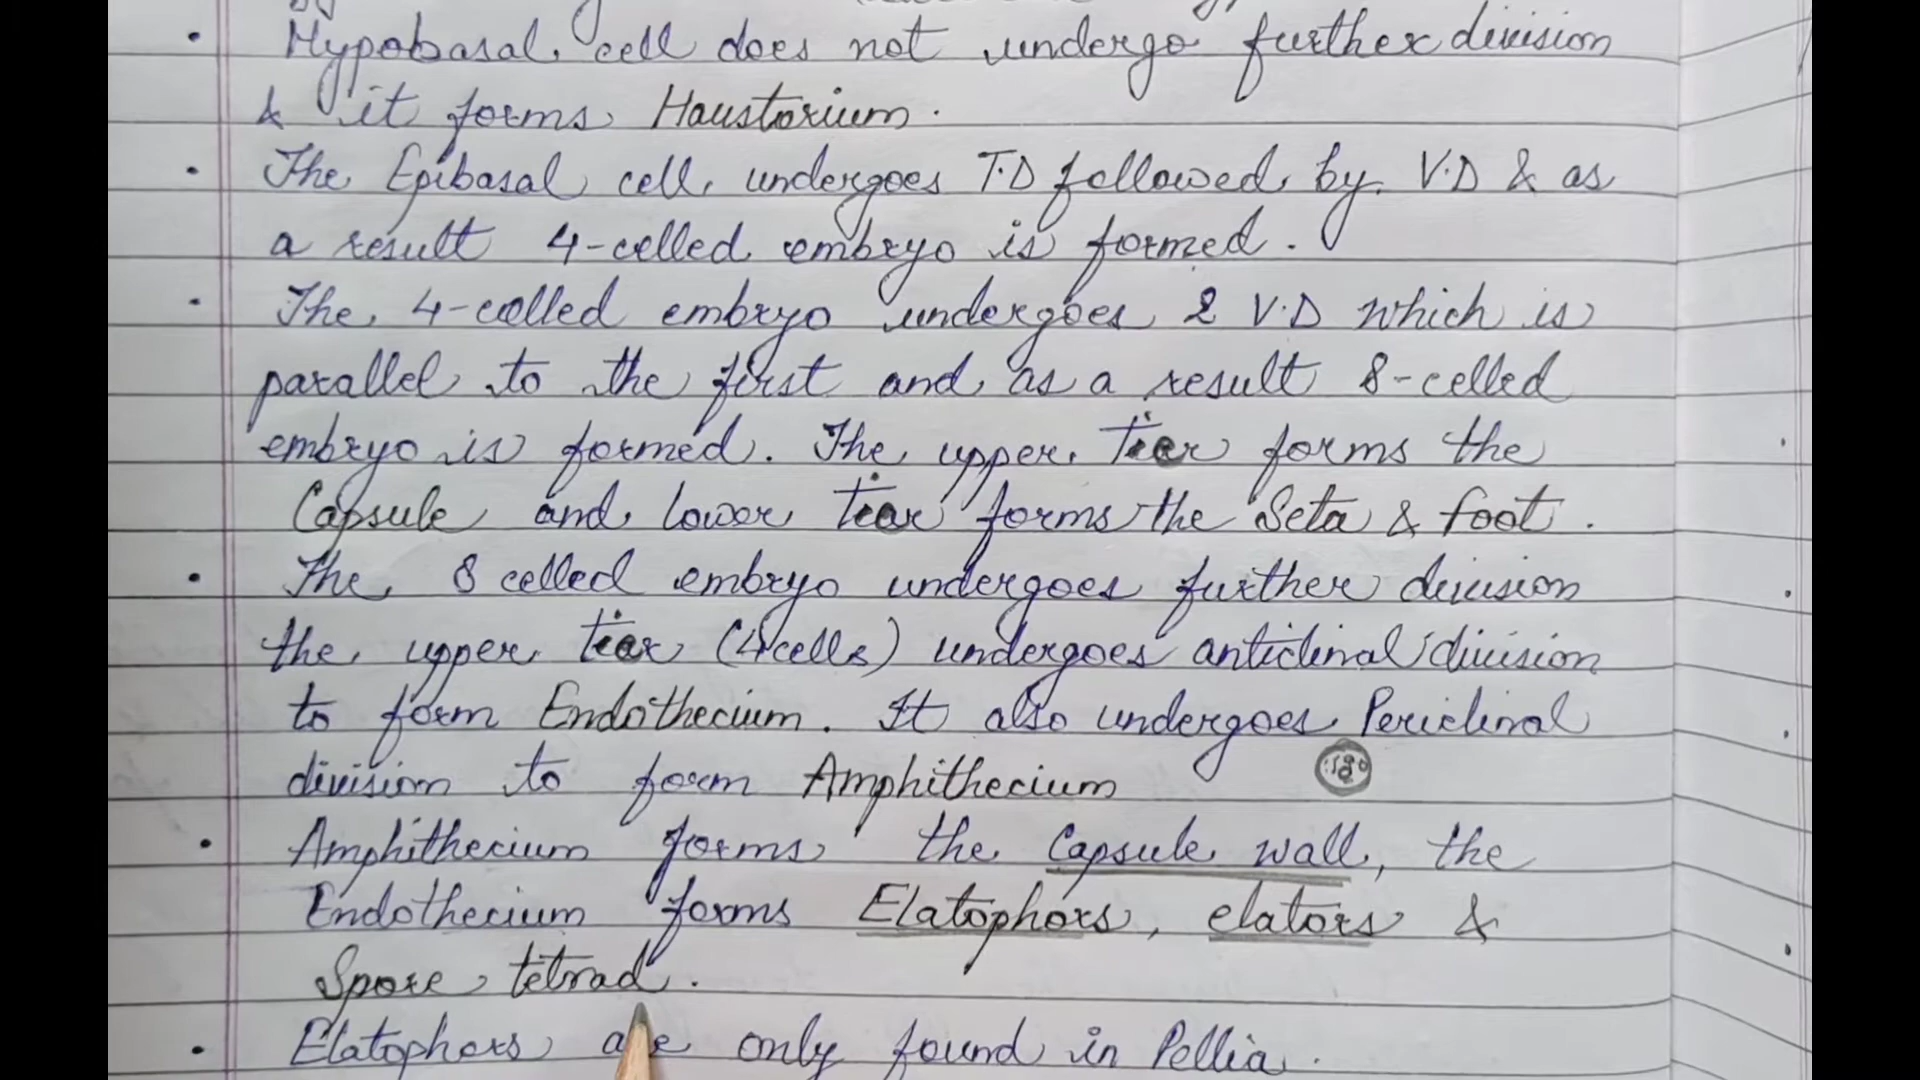 • Hypobasal cell does not undergo further division
& it forms Haustorium.
• The Epibasal cell undergoes T.D followed by V.D & as
a result 4-celled embryo is formed.
• The 4-celled embryo undergoes 2 V.D which is
parallel to the first and as a result 8-celled
embryo is formed. The upper tier forms the
Capsule and lower tier forms the Seta & foot.
• The 8 celled embryo undergoes further division
the upper tier (4 cells) undergoes anticlinal division
to form Endothecium. It also undergoes Periclinal
division to form Amphithecium
• Amphithecium forms the Capsule wall, the
Endothecium forms Elatophors, elators &
Spore tetrad.
• Elatophors are only found in Pellia.